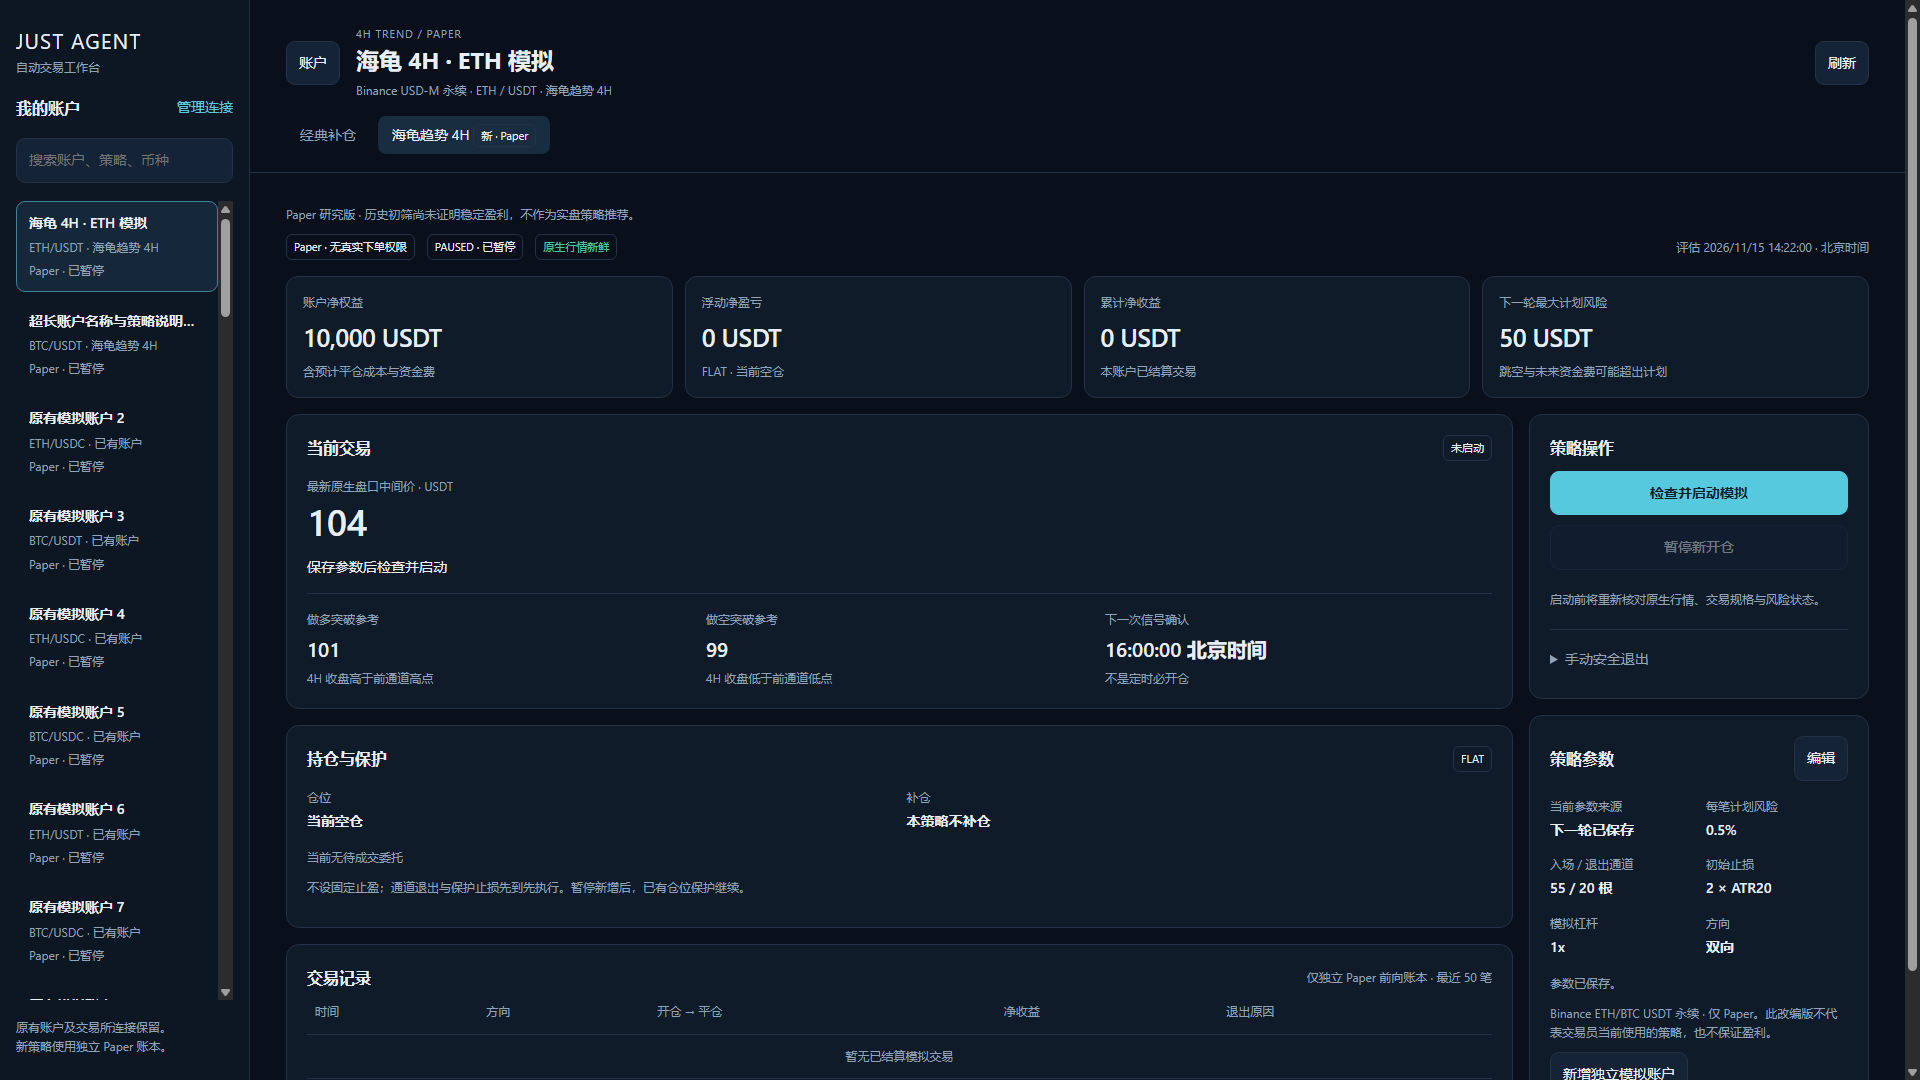 JUST AGENT
自动交易工作台
我的账户
管理连接
搜索账户、策略、币种
海龟 4H · ETH 模拟
ETH/USDT · 海龟趋势 4H
Paper · 已暂停
超长账户名称与策略说明...
BTC/USDT · 海龟趋势 4H
Paper · 已暂停
原有模拟账户 2
ETH/USDC · 已有账户
Paper · 已暂停
原有模拟账户 3
BTC/USDT · 已有账户
Paper · 已暂停
原有模拟账户 4
ETH/USDC · 已有账户
Paper · 已暂停
原有模拟账户 5
BTC/USDC · 已有账户
Paper · 已暂停
原有模拟账户 6
ETH/USDT · 已有账户
Paper · 已暂停
原有模拟账户 7
BTC/USDC · 已有账户
Paper · 已暂停
原有账户及交易所连接保留。
新策略使用独立 Paper 账本。
账户
4H TREND / PAPER
海龟 4H · ETH 模拟
Binance USD-M 永续 · ETH / USDT · 海龟趋势 4H
刷新
经典补仓
海龟趋势 4H 新 · Paper
Paper 研究版 · 历史初筛尚未证明稳定盈利，不作为实盘策略推荐。
Paper · 无真实下单权限
PAUSED · 已暂停
原生行情新鲜
评估 2026/11/15 14:22:00 · 北京时间
账户净权益
10,000 USDT
含预计平仓成本与资金费
浮动净盈亏
0 USDT
FLAT · 当前空仓
累计净收益
0 USDT
本账户已结算交易
下一轮最大计划风险
50 USDT
跳空与未来资金费可能超出计划
当前交易
未启动
最新原生盘口中间价 · USDT
104
保存参数后检查并启动
做多突破参考
101
4H 收盘高于前通道高点
做空突破参考
99
4H 收盘低于前通道低点
下一次信号确认
16:00:00 北京时间
不是定时必开仓
持仓与保护
FLAT
仓位
当前空仓
补仓
本策略不补仓
当前无待成交委托
不设固定止盈；通道退出与保护止损先到先执行。暂停新增后，已有仓位保护继续。
交易记录
仅独立 Paper 前向账本 · 最近 50 笔
时间
方向
开仓 → 平仓
净收益
退出原因
暂无已结算模拟交易
策略操作
检查并启动模拟
暂停新开仓
启动前将重新核对原生行情、交易规格与风险状态。
手动安全退出
策略参数
编辑
当前参数来源
下一轮已保存
每笔计划风险
0.5%
入场 / 退出通道
55 / 20 根
初始止损
2 × ATR20
模拟杠杆
1x
方向
双向
参数已保存。
Binance ETH/BTC USDT 永续 · 仅 Paper。此改编版不代
表交易员当前使用的策略，也不保证盈利。
新增独立模拟账户